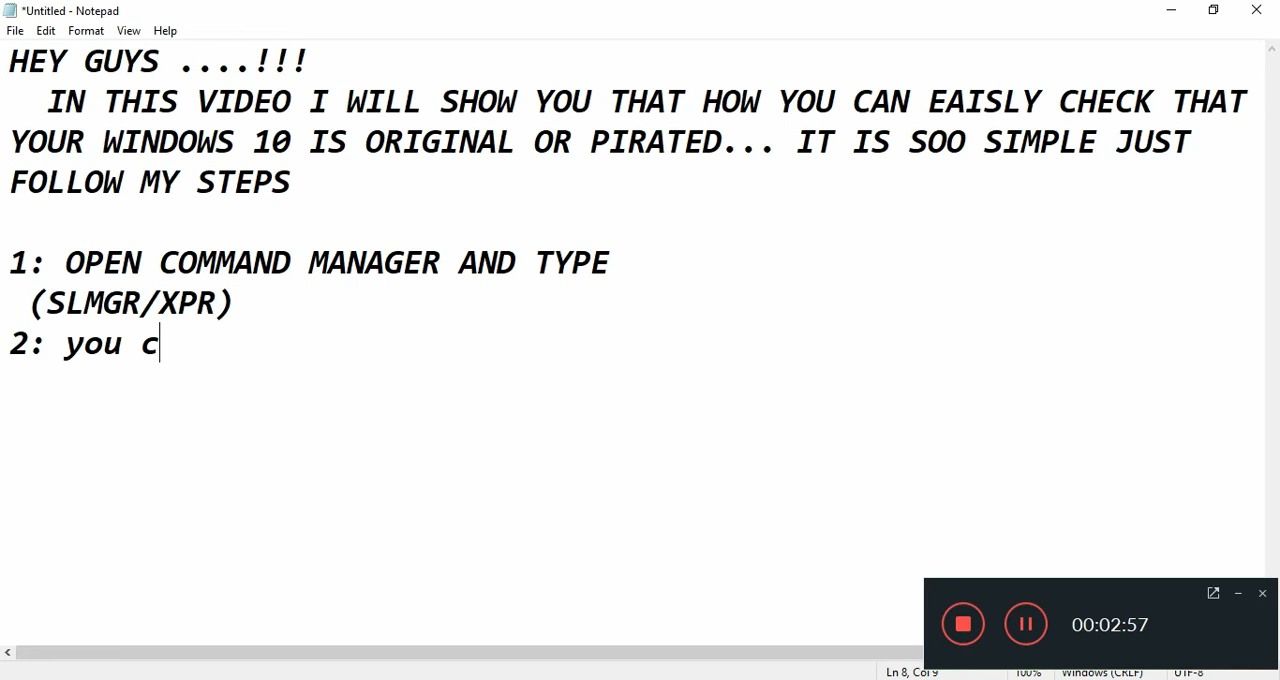 *Untitled - Notepad
File Edit Format View Help
HEY GUYS ....!!!
IN THIS VIDEO I WILL SHOW YOU THAT HOW YOU CAN EAISLY CHECK THAT
YOUR WINDOWS 10 IS ORIGINAL OR PIRATED... IT IS SOO SIMPLE JUST
FOLLOW MY STEPS
1: OPEN COMMAND MANAGER AND TYPE
(SLMGR/XPR)
2: you c
00:02:57
Ln 8, Col 9 100% Windows (CRLF) UTF-8